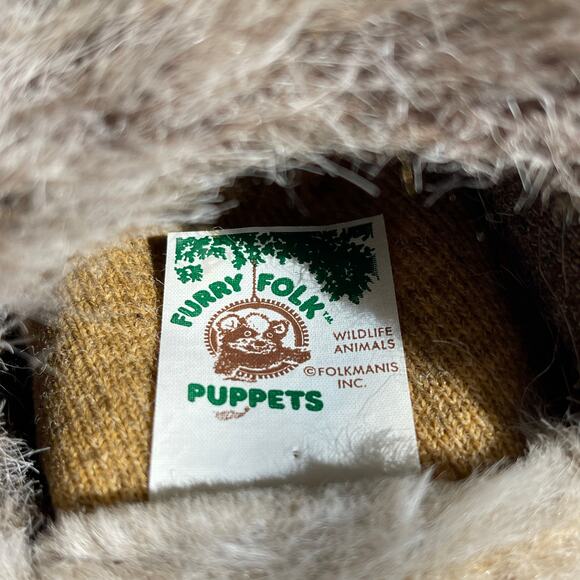 FURRY FOLK™
WILDLIFE
ANIMALS
©FOLKMANIS
INC.
PUPPETS